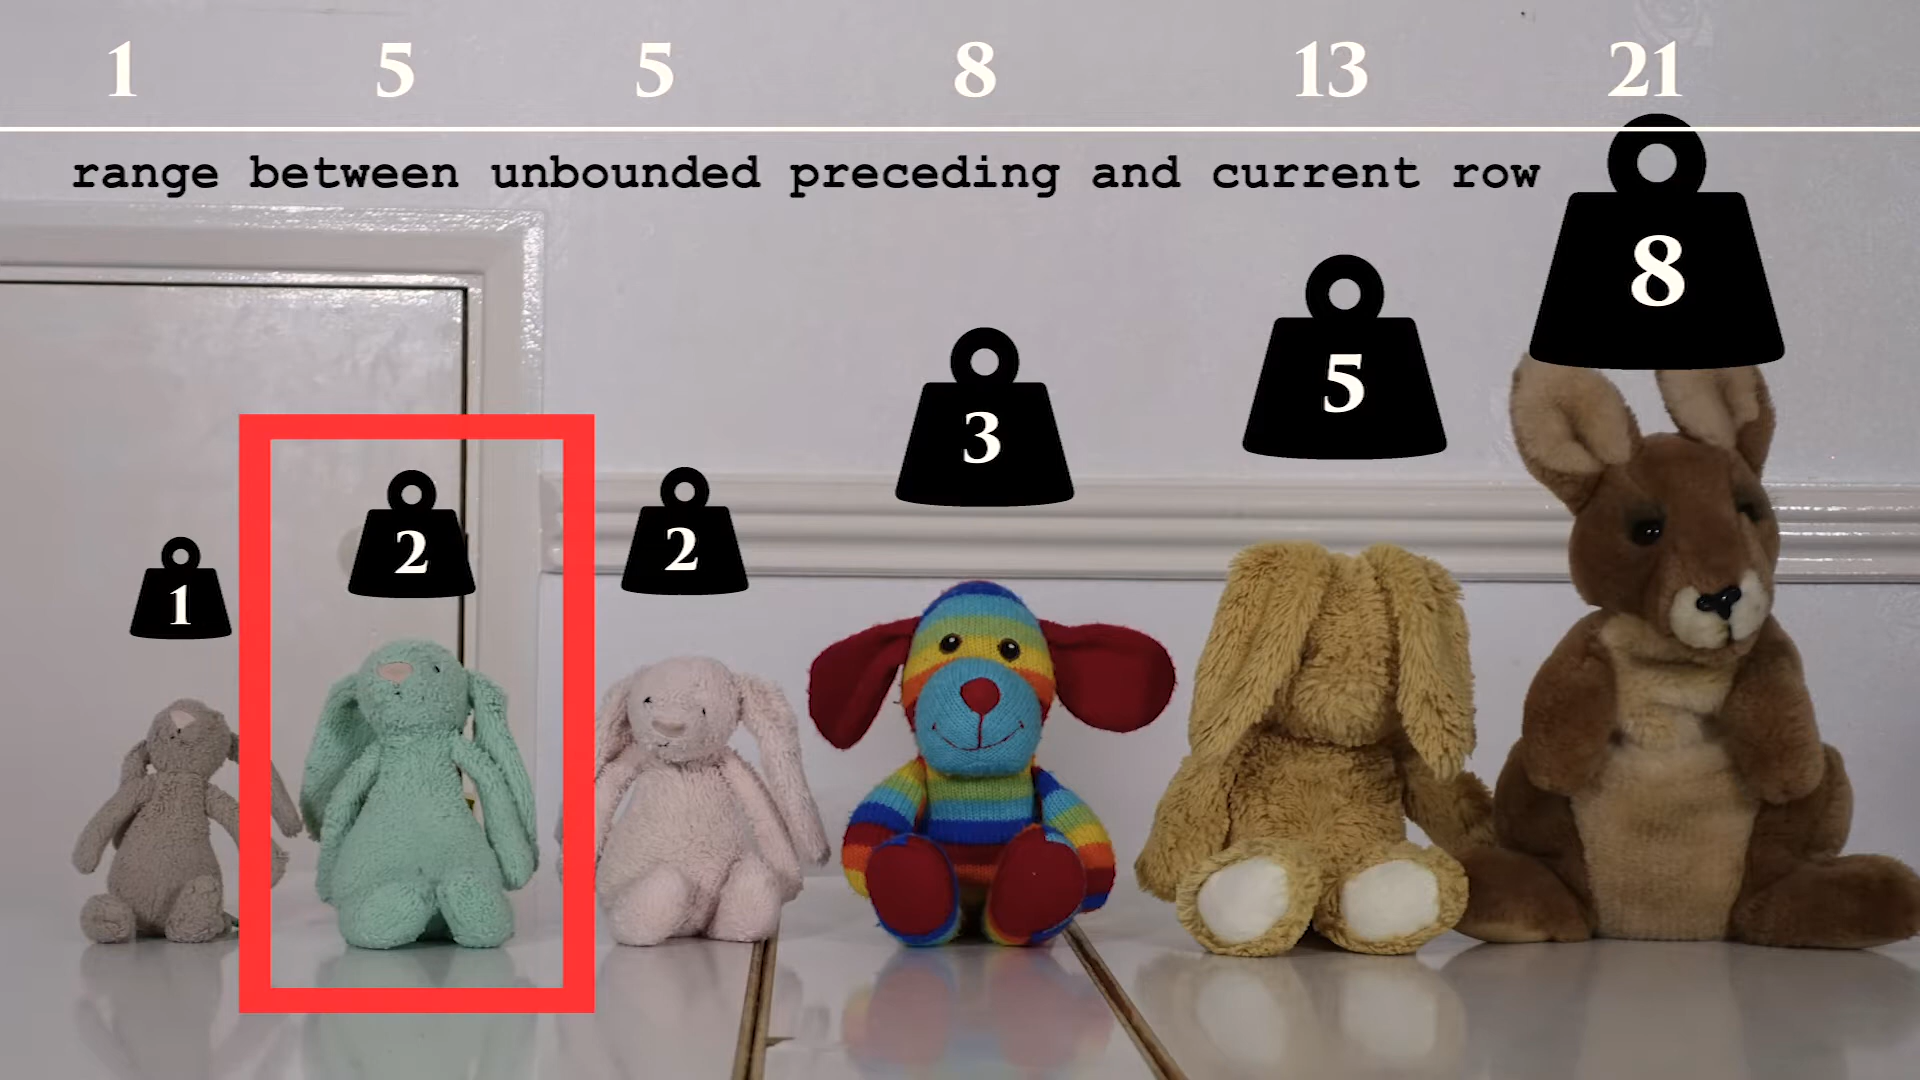 1 5 5 8 13 21
range between unbounded preceding and current row
8
5
3
2 2
1